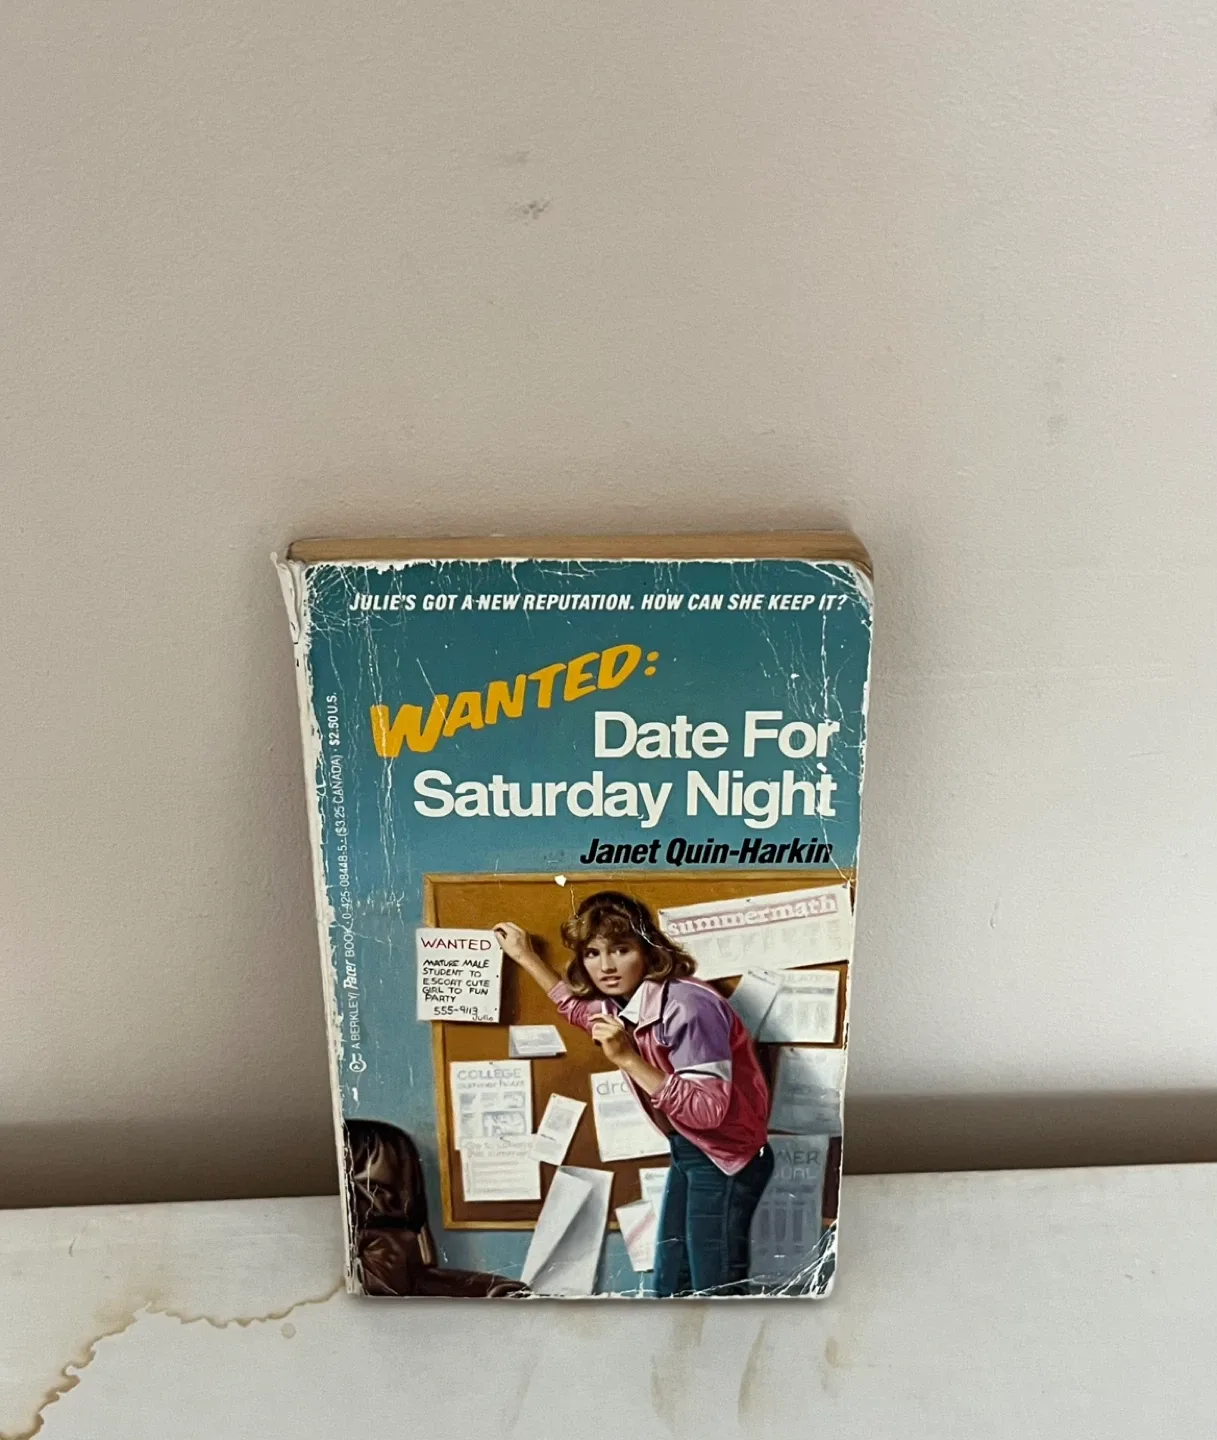 JULIE'S GOT A NEW REPUTATION. HOW CAN SHE KEEP IT?
WANTED:
Date For
Saturday Night
Janet Quin-Harkin
A BERKLEY/Pacer BOOK • 0-425-08448-5 • ($3.25 CANADA) • $2.50 U.S.
summermath
WANTED
MATURE MALE
STUDENT TO
ESCORT CUTE
GIRL TO FUN
PARTY
555-9113
Julie
COLLEGE